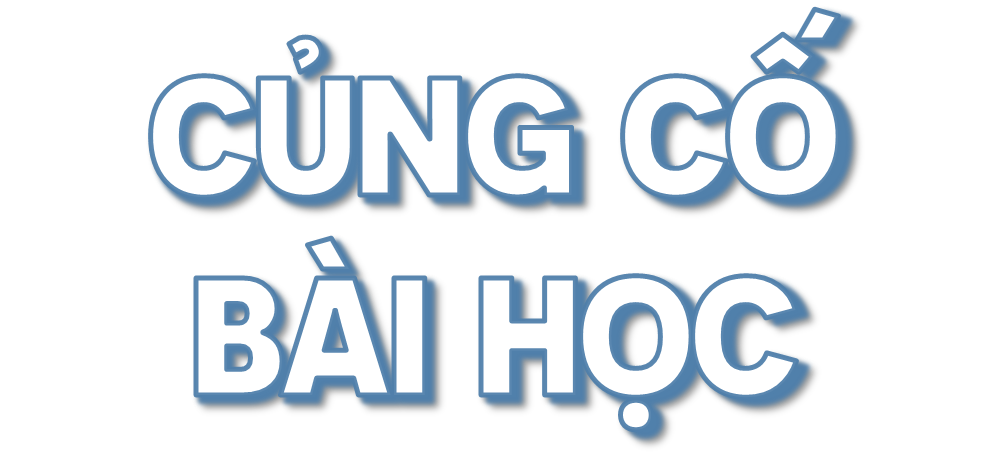 CỦNG CỐ
BÀI HỌC